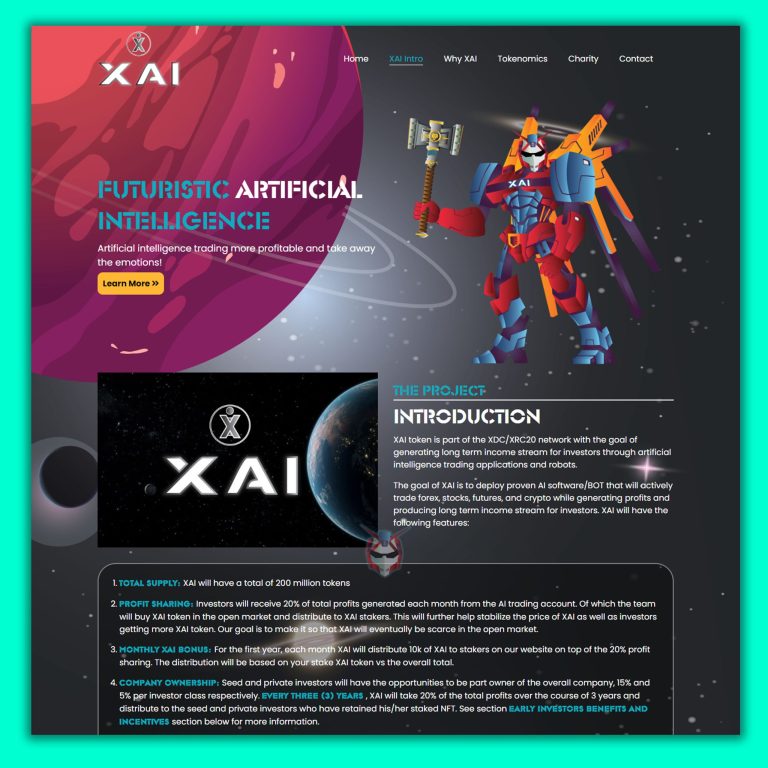 XAI
Home XAI Intro Why XAI Tokenomics Charity Contact
FUTURISTIC ARTIFICIAL
INTELLIGENCE
Artificial intelligence trading more profitable and take away
the emotions!
Learn More »
XAI
XAI
THE PROJECT
INTRODUCTION
XAI token is part of the XDC/XRC20 network with the goal of
generating long term income stream for investors through artificial
intelligence trading applications and robots.
The goal of XAI is to deploy proven AI software/BOT that will actively
trade forex, stocks, futures, and crypto while generating profits and
producing long term income stream for investors. XAI will have the
following features:
1. TOTAL SUPPLY: XAI will have a total of 200 million tokens
2. PROFIT SHARING: Investors will receive 20% of total profits generated each month from the AI trading account. Of which the team
will buy XAI token in the open market and distribute to XAI stakers. This will further help stabilize the price of XAI as well as investors
getting more XAI token. Our goal is to make it so that XAI will eventually be scarce in the open market.
3. MONTHLY XAI BONUS: For the first year, each month XAI will distribute 10k of XAI to stakers on our website on top of the 20% profit
sharing. The distribution will be based on your stake XAI token vs the overall total.
4. COMPANY OWNERSHIP: Seed and private investors will have the opportunities to be part owner of the overall company, 15% and
5% per investor class respectively. EVERY THREE (3) YEARS , XAI will take 20% of the total profits over the course of 3 years and
distribute to the seed and private investors who have retained his/her staked NFT. See section EARLY INVESTORS BENEFITS AND
INCENTIVES section below for more information.